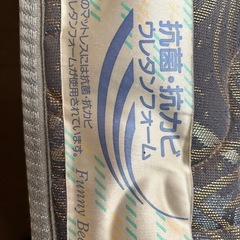 抗菌・抗カビ
ウレタンフォーム
のマットレスには抗菌・抗カビ
ウレタンフォームが使用されています。
Funny Be